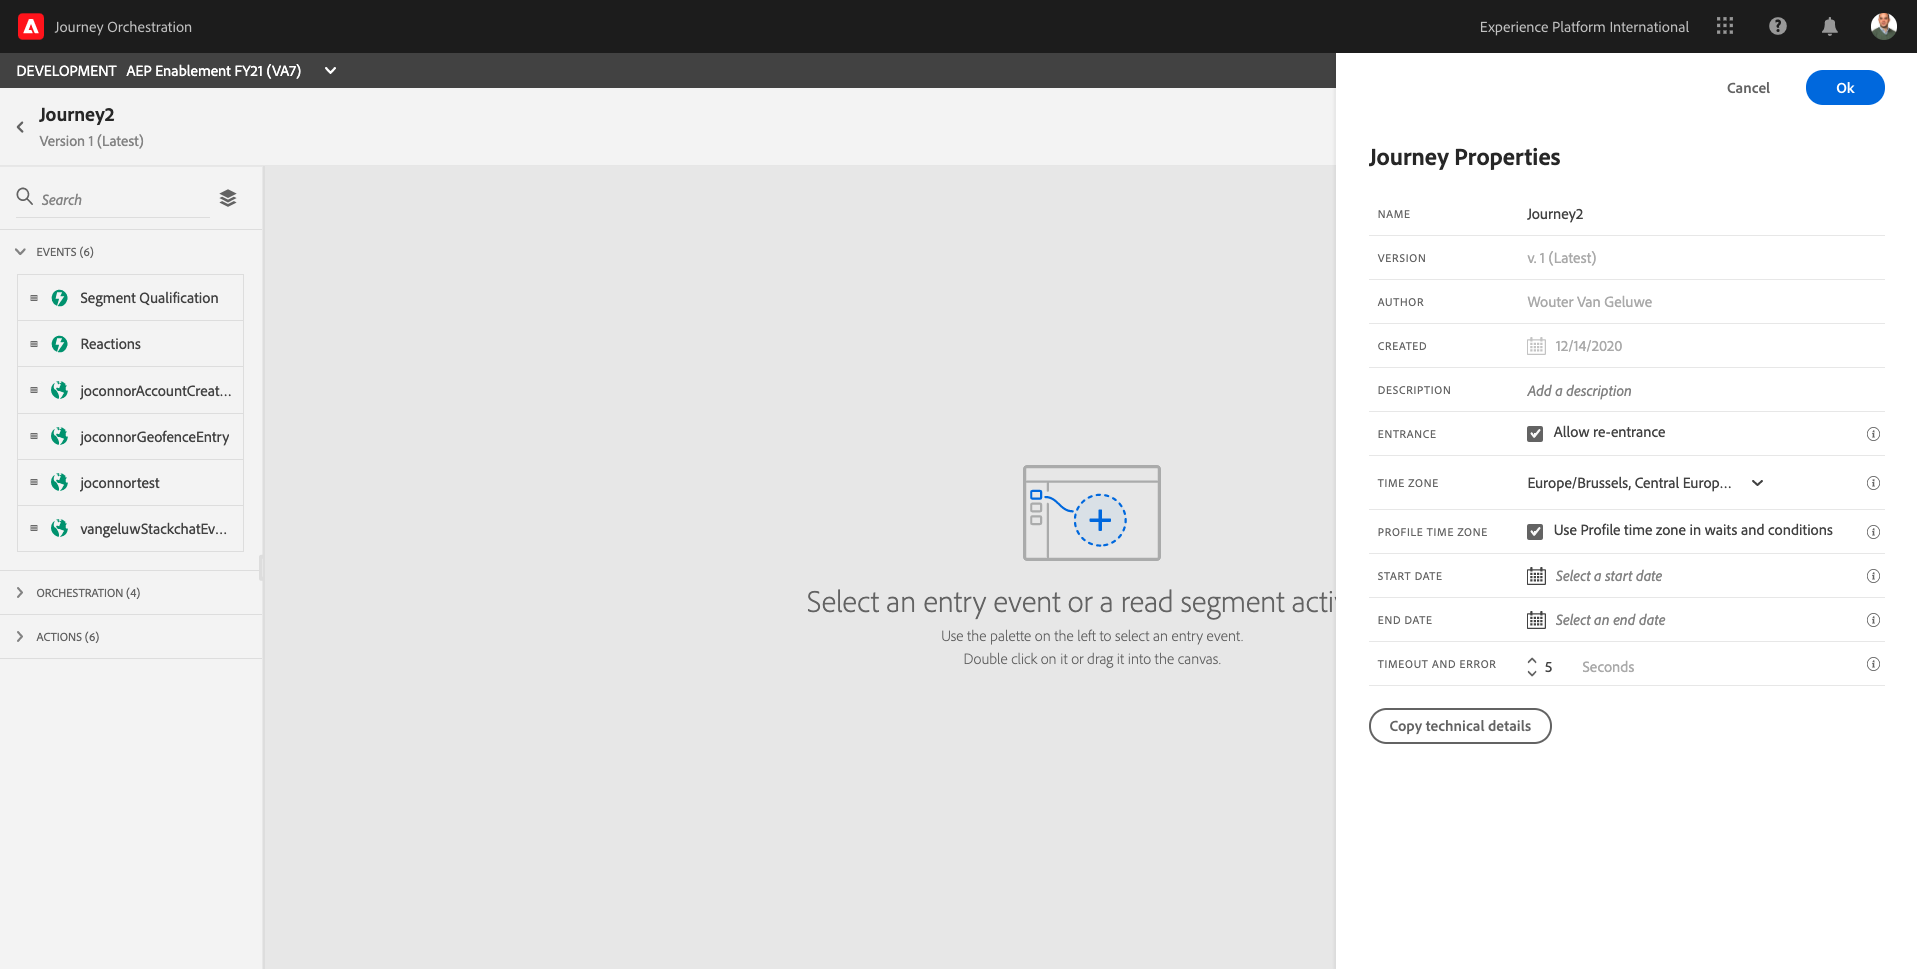 Journey Orchestration
Experience Platform International
DEVELOPMENT AEP Enablement FY21 (VA7)
Journey2
Version 1 (Latest)
Search
EVENTS (6)
Segment Qualification
Reactions
joconnorAccountCreat...
joconnorGeofenceEntry
joconnortest
vangeluwStackchatEv...
ORCHESTRATION (4)
ACTIONS (6)
Select an entry event or a read segment activ
Use the palette on the left to select an entry event.
Double click on it or drag it into the canvas.
Cancel
Ok
Journey Properties
NAME Journey2
VERSION v. 1 (Latest)
AUTHOR Wouter Van Geluwe
CREATED 12/14/2020
DESCRIPTION Add a description
ENTRANCE Allow re-entrance
TIME ZONE Europe/Brussels, Central Europ...
PROFILE TIME ZONE Use Profile time zone in waits and conditions
START DATE Select a start date
END DATE Select an end date
TIMEOUT AND ERROR 5 Seconds
Copy technical details